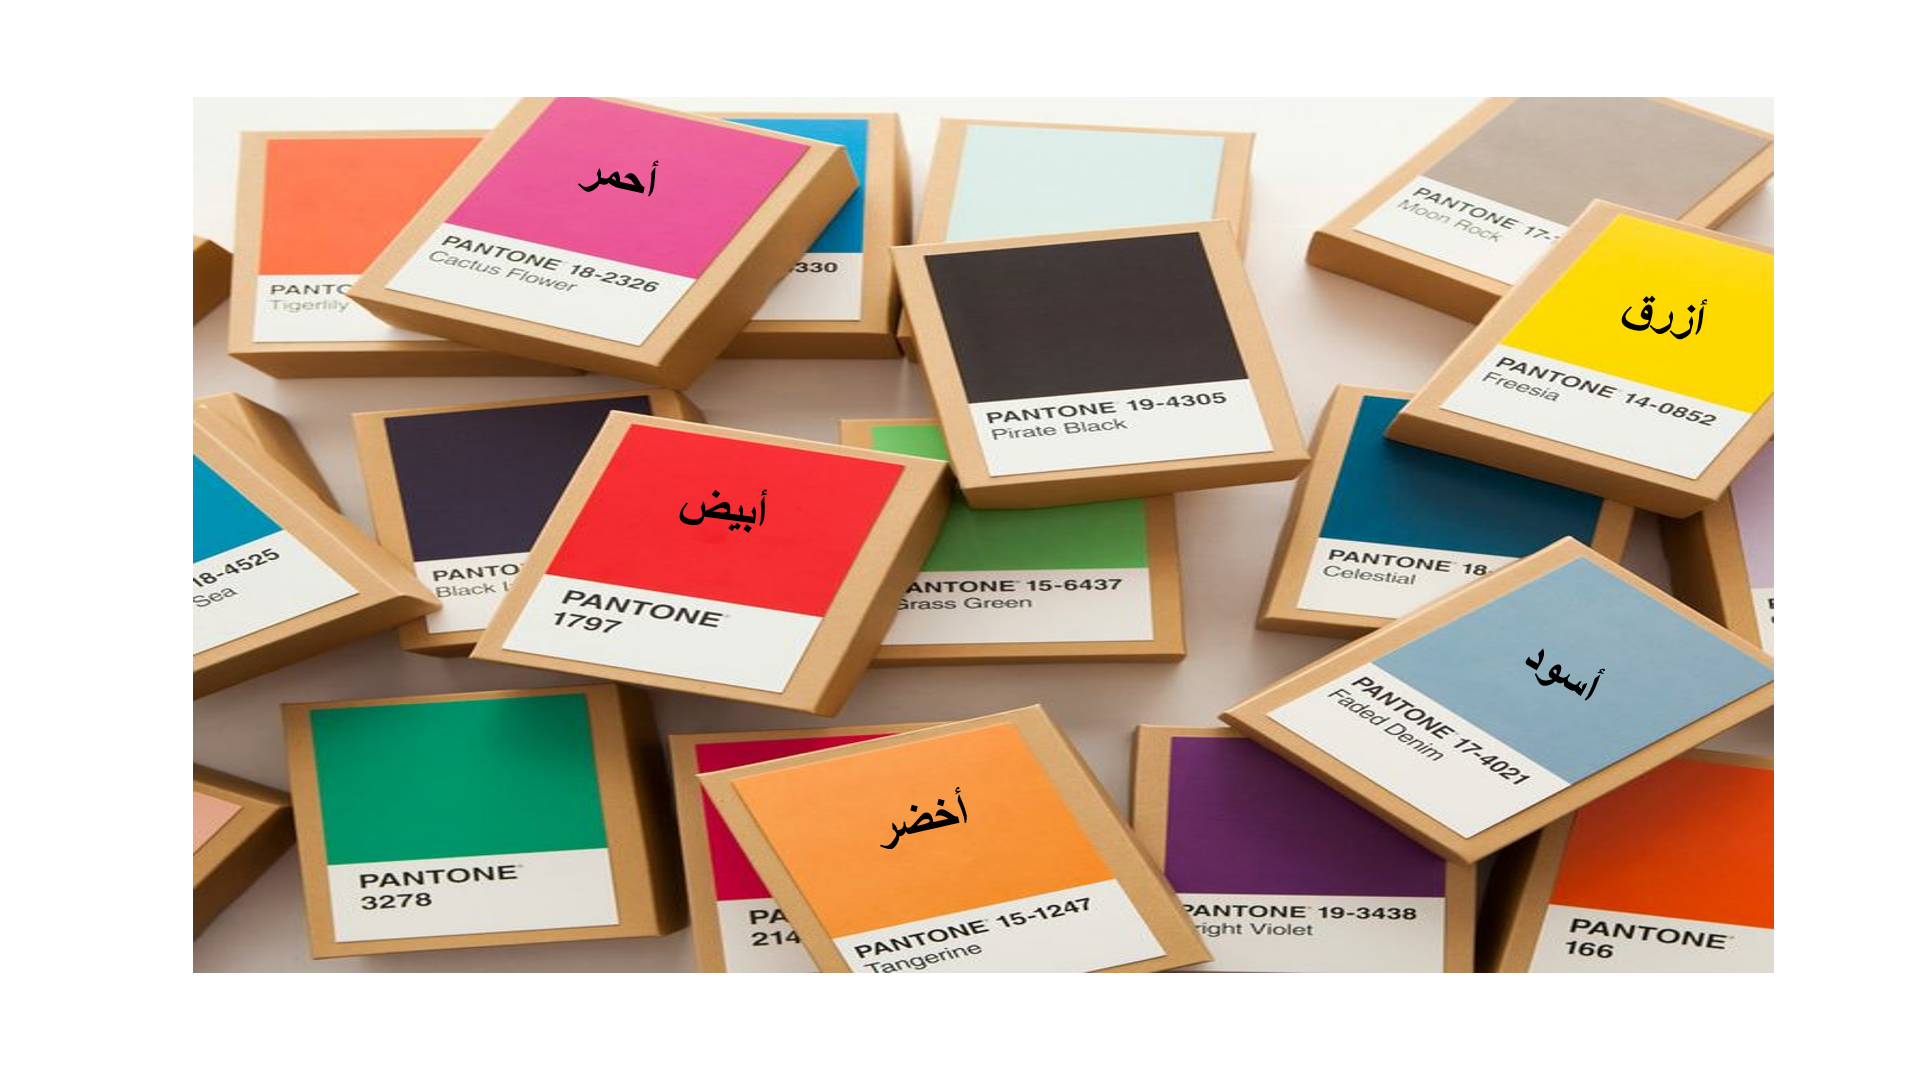 أحمر
PANTONE 18-2326
Cactus Flower
PANTO
Tigerlily
330
PANTONE 17-
Moon Rock
أزرق
PANTONE 14-0852
Freesia
PANTONE 19-4305
Pirate Black
18-4525
Sea
PANTO
Black I
أبيض
PANTONE
1797
ANTONE 15-6437
Grass Green
PANTONE 18-
Celestial
أسود
PANTONE 17-4021
Faded Denim
PANTONE
3278
PA
214
أخضر
PANTONE 15-1247
Tangerine
PANTONE 19-3438
right Violet
PANTONE
166